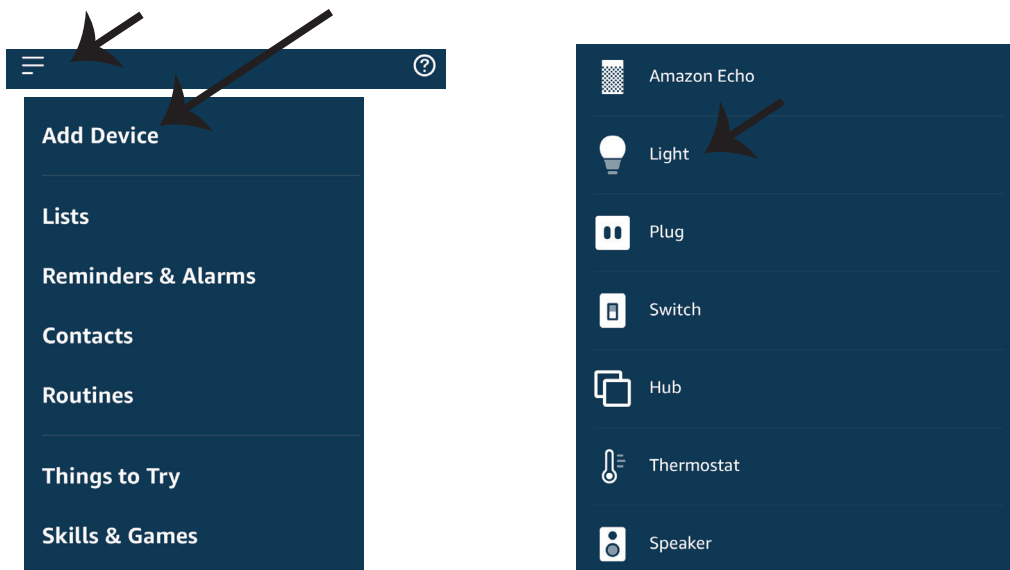 ?
Add Device
Lists
Reminders & Alarms
Contacts
Routines
Things to Try
Skills & Games
Amazon Echo
Light
Plug
Switch
Hub
Thermostat
Speaker